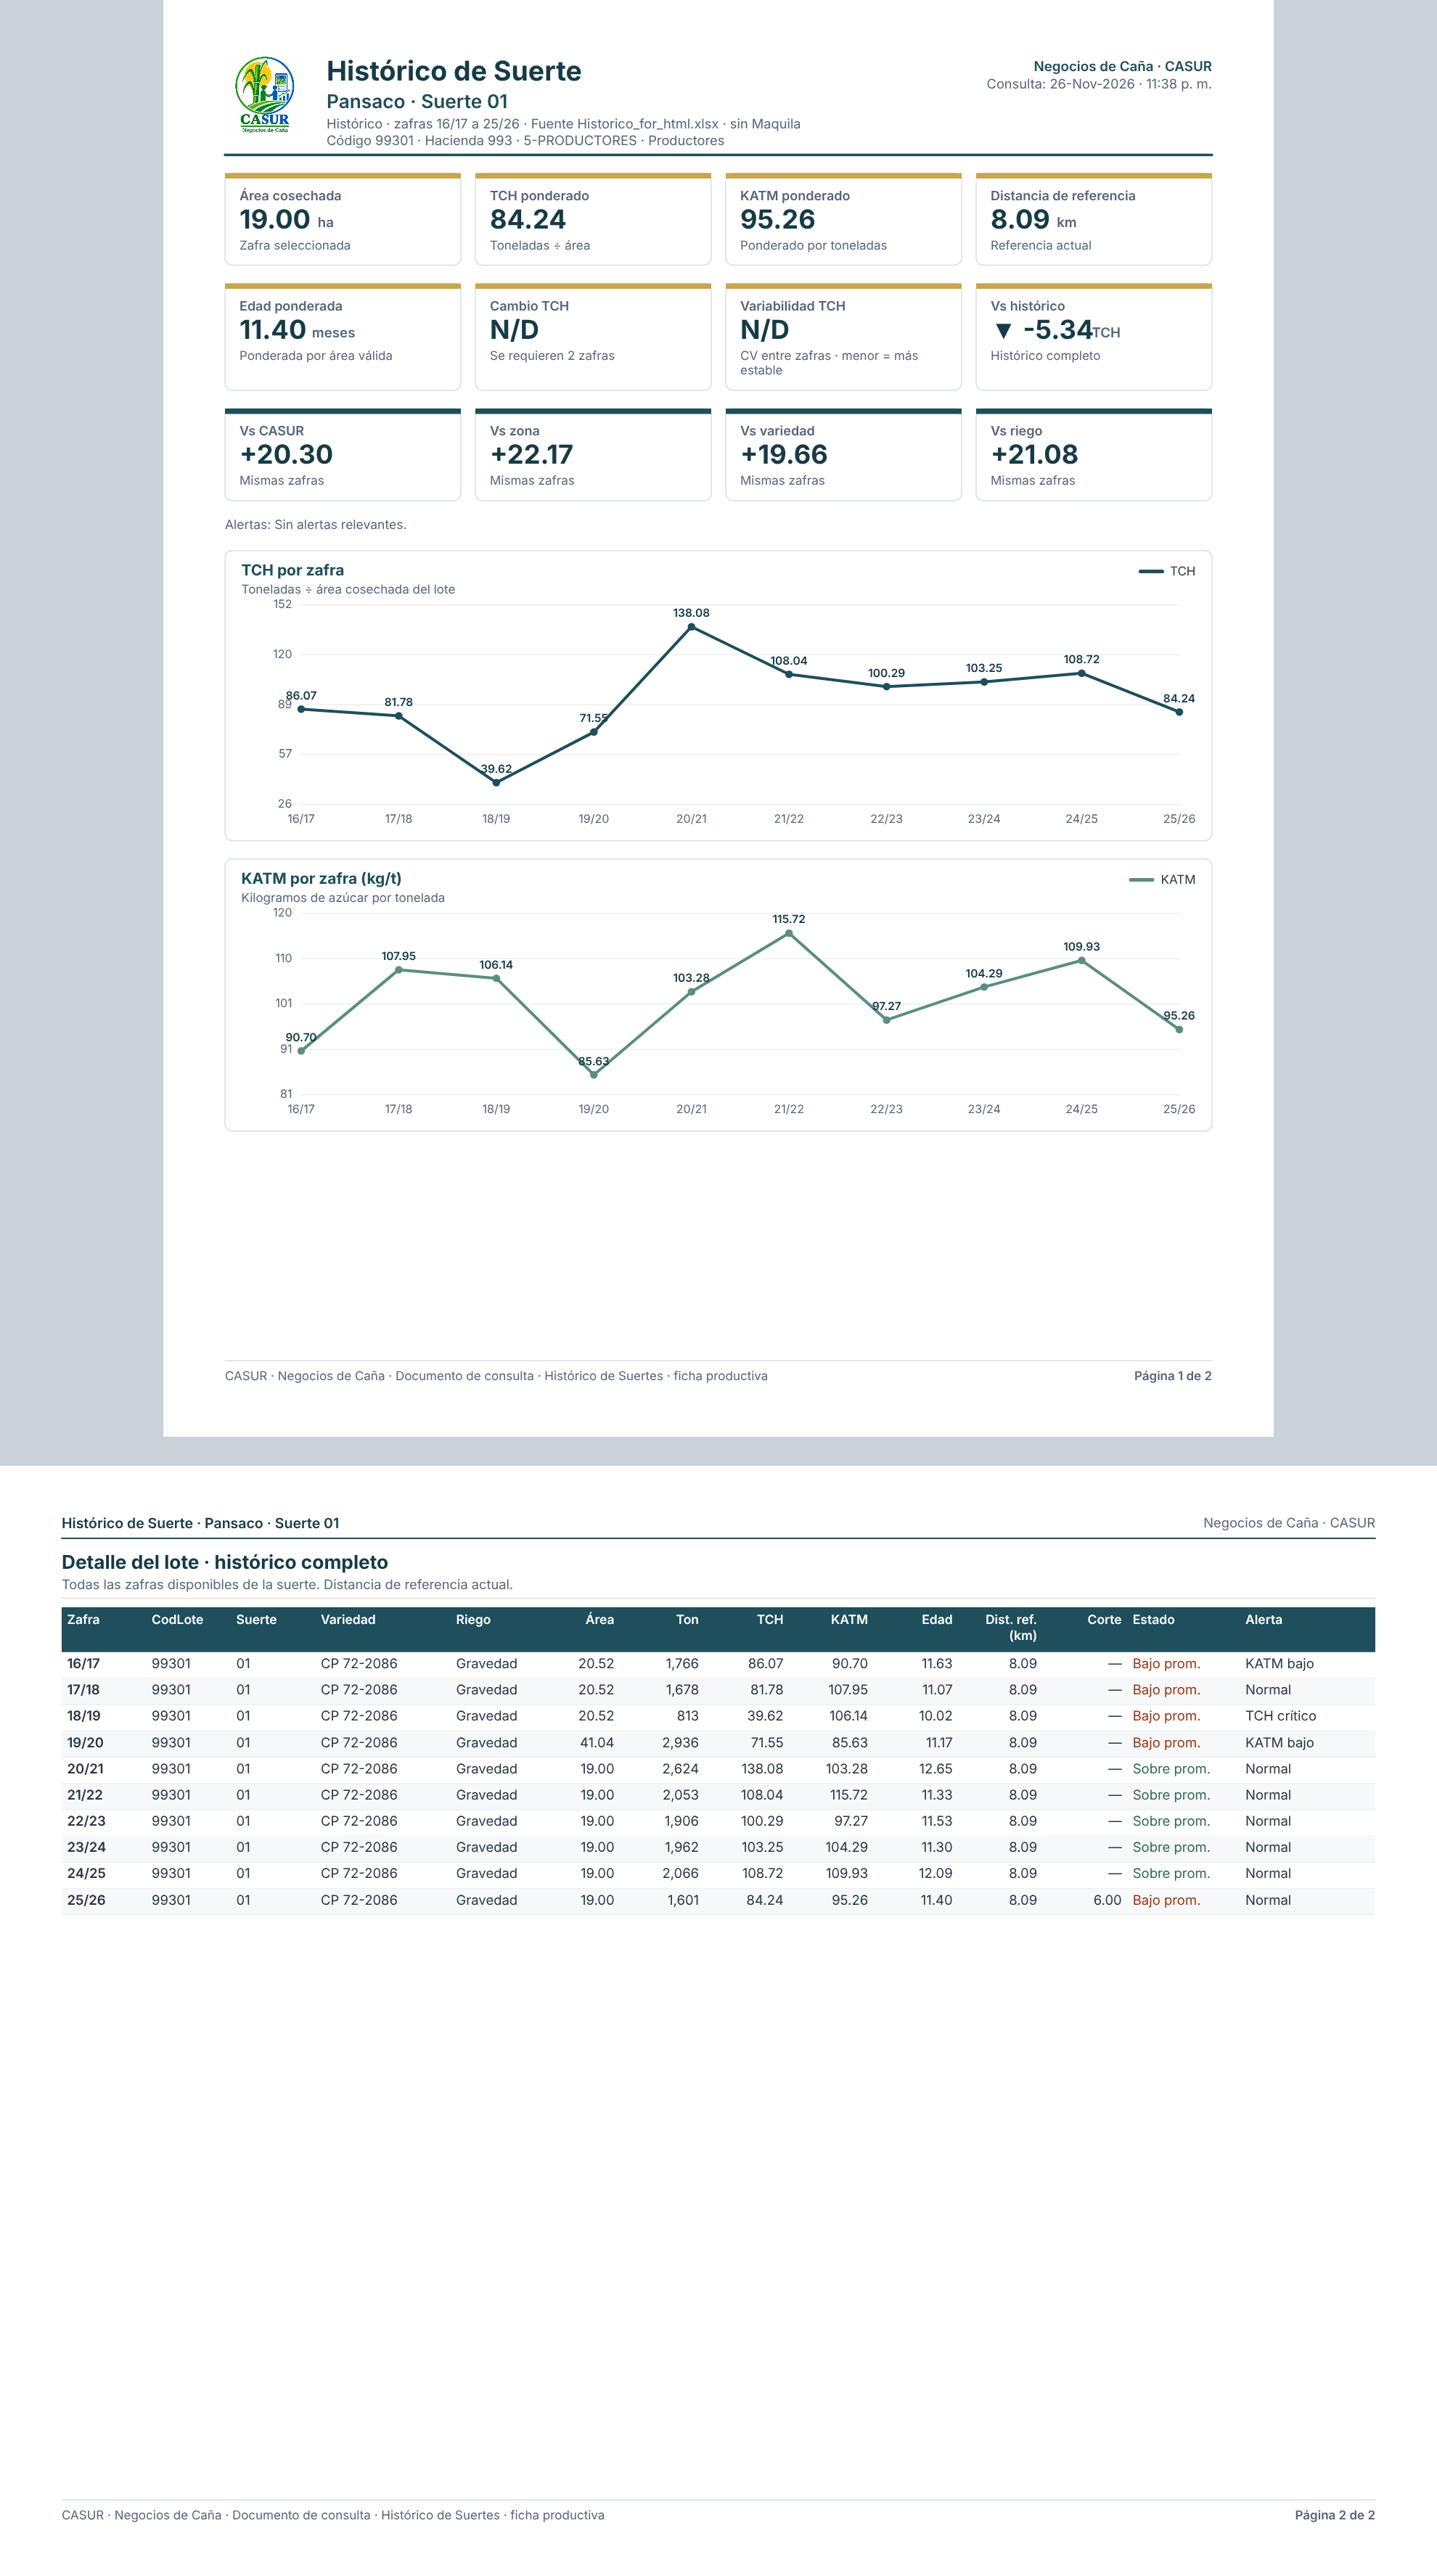 CASUR
Negocios de Caña
Histórico de Suerte
Pansaco · Suerte 01
Histórico · zafras 16/17 a 25/26 · Fuente Historico_for_html.xlsx · sin Maquila
Código 99301 · Hacienda 993 · 5-PRODUCTORES · Productores
Negocios de Caña · CASUR
Consulta: 26-Nov-2026 · 11:38 p. m.
Área cosechada
19.00 ha
Zafra seleccionada
TCH ponderado
84.24
Toneladas ÷ área
KATM ponderado
95.26
Ponderado por toneladas
Distancia de referencia
8.09 km
Referencia actual
Edad ponderada
11.40 meses
Ponderada por área válida
Cambio TCH
N/D
Se requieren 2 zafras
Variabilidad TCH
N/D
CV entre zafras · menor = más
estable
Vs histórico
▼ -5.34TCH
Histórico completo
Vs CASUR
+20.30
Mismas zafras
Vs zona
+22.17
Mismas zafras
Vs variedad
+19.66
Mismas zafras
Vs riego
+21.08
Mismas zafras
Alertas: Sin alertas relevantes.
TCH por zafra
Toneladas ÷ área cosechada del lote
TCH
152
120
89
57
26
86.07
81.78
39.62
71.55
138.08
108.04
100.29
103.25
108.72
84.24
16/17 17/18 18/19 19/20 20/21 21/22 22/23 23/24 24/25 25/26
KATM por zafra (kg/t)
Kilogramos de azúcar por tonelada
KATM
120
110
101
91
81
90.70
107.95
106.14
85.63
103.28
115.72
97.27
104.29
109.93
95.26
16/17 17/18 18/19 19/20 20/21 21/22 22/23 23/24 24/25 25/26
CASUR · Negocios de Caña · Documento de consulta · Histórico de Suertes · ficha productiva
Página 1 de 2
Histórico de Suerte · Pansaco · Suerte 01
Negocios de Caña · CASUR
Detalle del lote · histórico completo
Todas las zafras disponibles de la suerte. Distancia de referencia actual.
Zafra CodLote Suerte Variedad Riego Área Ton TCH KATM Edad Dist. ref. (km) Corte Estado Alerta
16/17 99301 01 CP 72-2086 Gravedad 20.52 1,766 86.07 90.70 11.63 8.09 — Bajo prom. KATM bajo
17/18 99301 01 CP 72-2086 Gravedad 20.52 1,678 81.78 107.95 11.07 8.09 — Bajo prom. Normal
18/19 99301 01 CP 72-2086 Gravedad 20.52 813 39.62 106.14 10.02 8.09 — Bajo prom. TCH crítico
19/20 99301 01 CP 72-2086 Gravedad 41.04 2,936 71.55 85.63 11.17 8.09 — Bajo prom. KATM bajo
20/21 99301 01 CP 72-2086 Gravedad 19.00 2,624 138.08 103.28 12.65 8.09 — Sobre prom. Normal
21/22 99301 01 CP 72-2086 Gravedad 19.00 2,053 108.04 115.72 11.33 8.09 — Sobre prom. Normal
22/23 99301 01 CP 72-2086 Gravedad 19.00 1,906 100.29 97.27 11.53 8.09 — Sobre prom. Normal
23/24 99301 01 CP 72-2086 Gravedad 19.00 1,962 103.25 104.29 11.30 8.09 — Sobre prom. Normal
24/25 99301 01 CP 72-2086 Gravedad 19.00 2,066 108.72 109.93 12.09 8.09 — Sobre prom. Normal
25/26 99301 01 CP 72-2086 Gravedad 19.00 1,601 84.24 95.26 11.40 8.09 6.00 Bajo prom. Normal
CASUR · Negocios de Caña · Documento de consulta · Histórico de Suertes · ficha productiva
Página 2 de 2